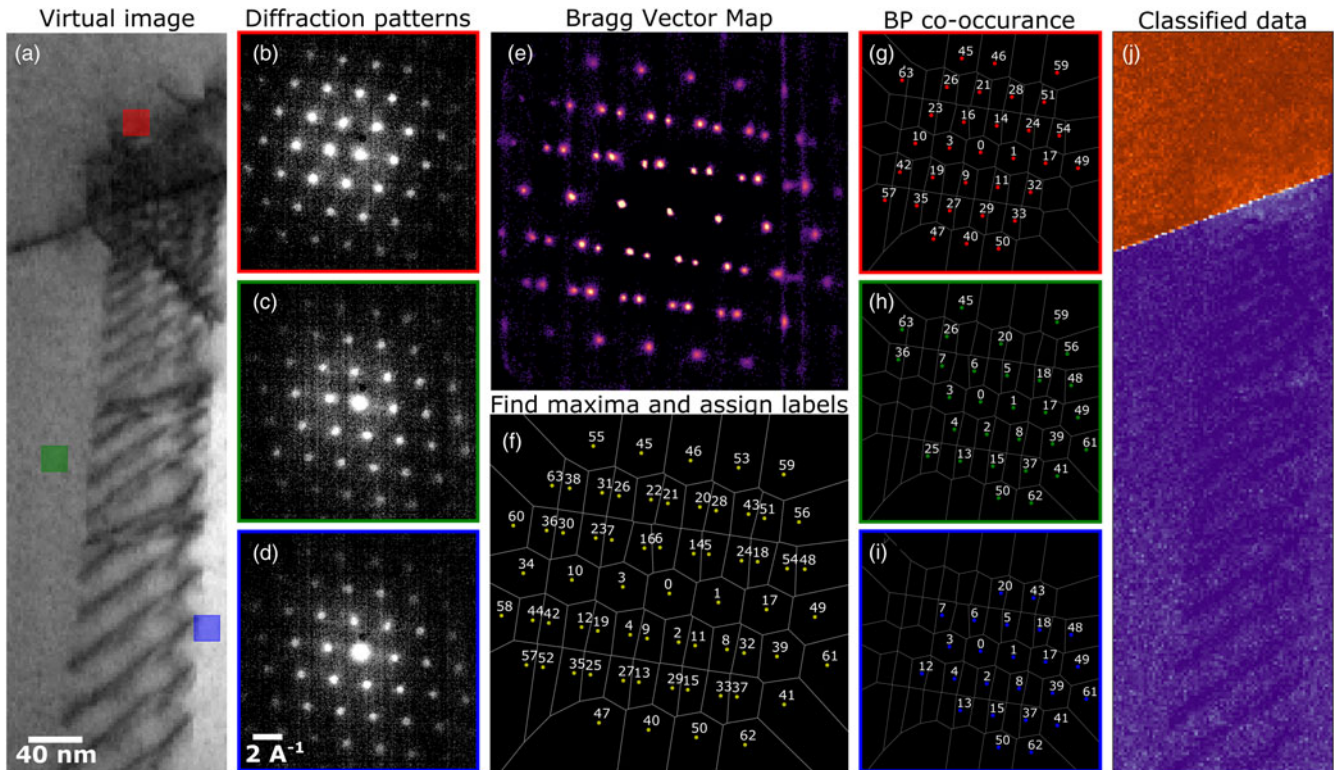 Virtual image
Diffraction patterns
Bragg Vector Map
BP co-occurance
Classified data
(a)
40 nm
(b)
(c)
(d)
2 A⁻¹
(e)
Find maxima and assign labels
(f)
55 45 46 53 59
63 38 31 26 22 21 20 28 43 51 56
60 36 30 23 7 16 6 14 5 24 18 54 48
34 10 3 0 1 17 49
58 44 42 12 19 4 9 2 11 8 32 39 61
57 52 35 25 27 13 29 15 33 37 41
47 40 50 62
(g)
45 46 59
63 26 21 28 51
23 16 14 24 54
10 3 0 1 17 49
42 19 9 11 32
57 35 27 29 33
47 40 50
(h)
45 59
63 26 20 56
36 7 6 5 18 48
3 0 1 17 49
4 2 8 39 61
25 13 15 37 41
50 62
(i)
20 43
7 6 5 18 48
3 0 1 17 49
12 4 2 8 39 61
13 15 37 41
50 62
(j)